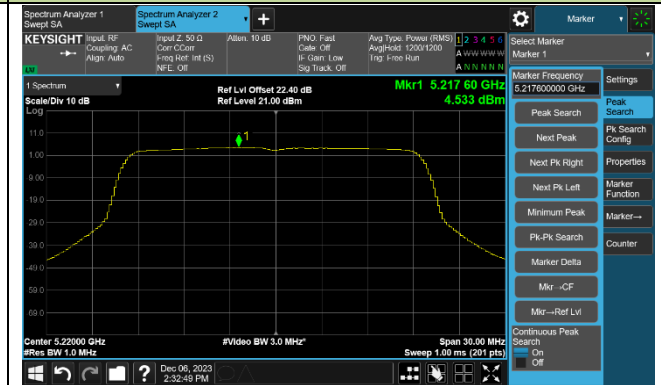 Spectrum Analyzer 1
Swept SA
Spectrum Analyzer 2
Swept SA
+
Marker
KEYSIGHT
Input: RF
Coupling: AC
Align: Auto
Input Z: 50 Ω
Corr CCorr
Freq Ref: Int (S)
NFE: Off
Atten: 10 dB
PNO: Fast
Gate: Off
IF Gain: Low
Sig Track: Off
Avg Type: Power (RMS)
Avg|Hold: 1200/1200
Trig: Free Run
1 2 3 4 5 6
A W W W W W
A N N N N N
Select Marker
Marker 1
1 Spectrum
Scale/Div 10 dB
Log
Ref Lvl Offset 22.40 dB
Ref Level 21.00 dBm
Mkr1 5.217 60 GHz
4.533 dBm
11.0
1.00
-9.00
-19.0
-29.0
-39.0
-49.0
-59.0
-69.0
1
Center 5.22000 GHz
#Res BW 1.0 MHz
#Video BW 3.0 MHz*
Span 30.00 MHz
Sweep 1.00 ms (201 pts)
Marker Frequency
5.217600000 GHz
Peak Search
Next Peak
Next Pk Right
Next Pk Left
Minimum Peak
Pk-Pk Search
Marker Delta
Mkr→CF
Mkr→Ref Lvl
Continuous Peak
Search
On
Off
Settings
Peak
Search
Pk Search
Config
Properties
Marker
Function
Marker→
Counter
?
Dec 06, 2023
2:32:49 PM